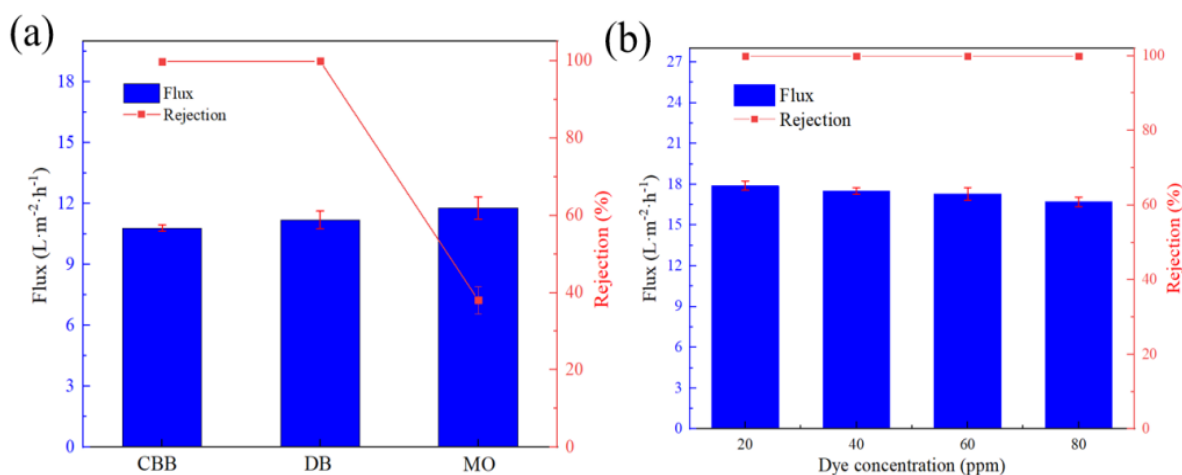 (a)
Flux
Rejection
Flux (L·m⁻²·h⁻¹)
18
15
12
9
6
3
0
100
80
60
40
20
0
Rejection (%)
CBB DB MO
(b)
Flux
Rejection
Flux (L·m⁻²·h⁻¹)
27
24
21
18
15
12
9
6
3
0
100
80
60
40
20
0
Rejection (%)
20 40 60 80
Dye concentration (ppm)